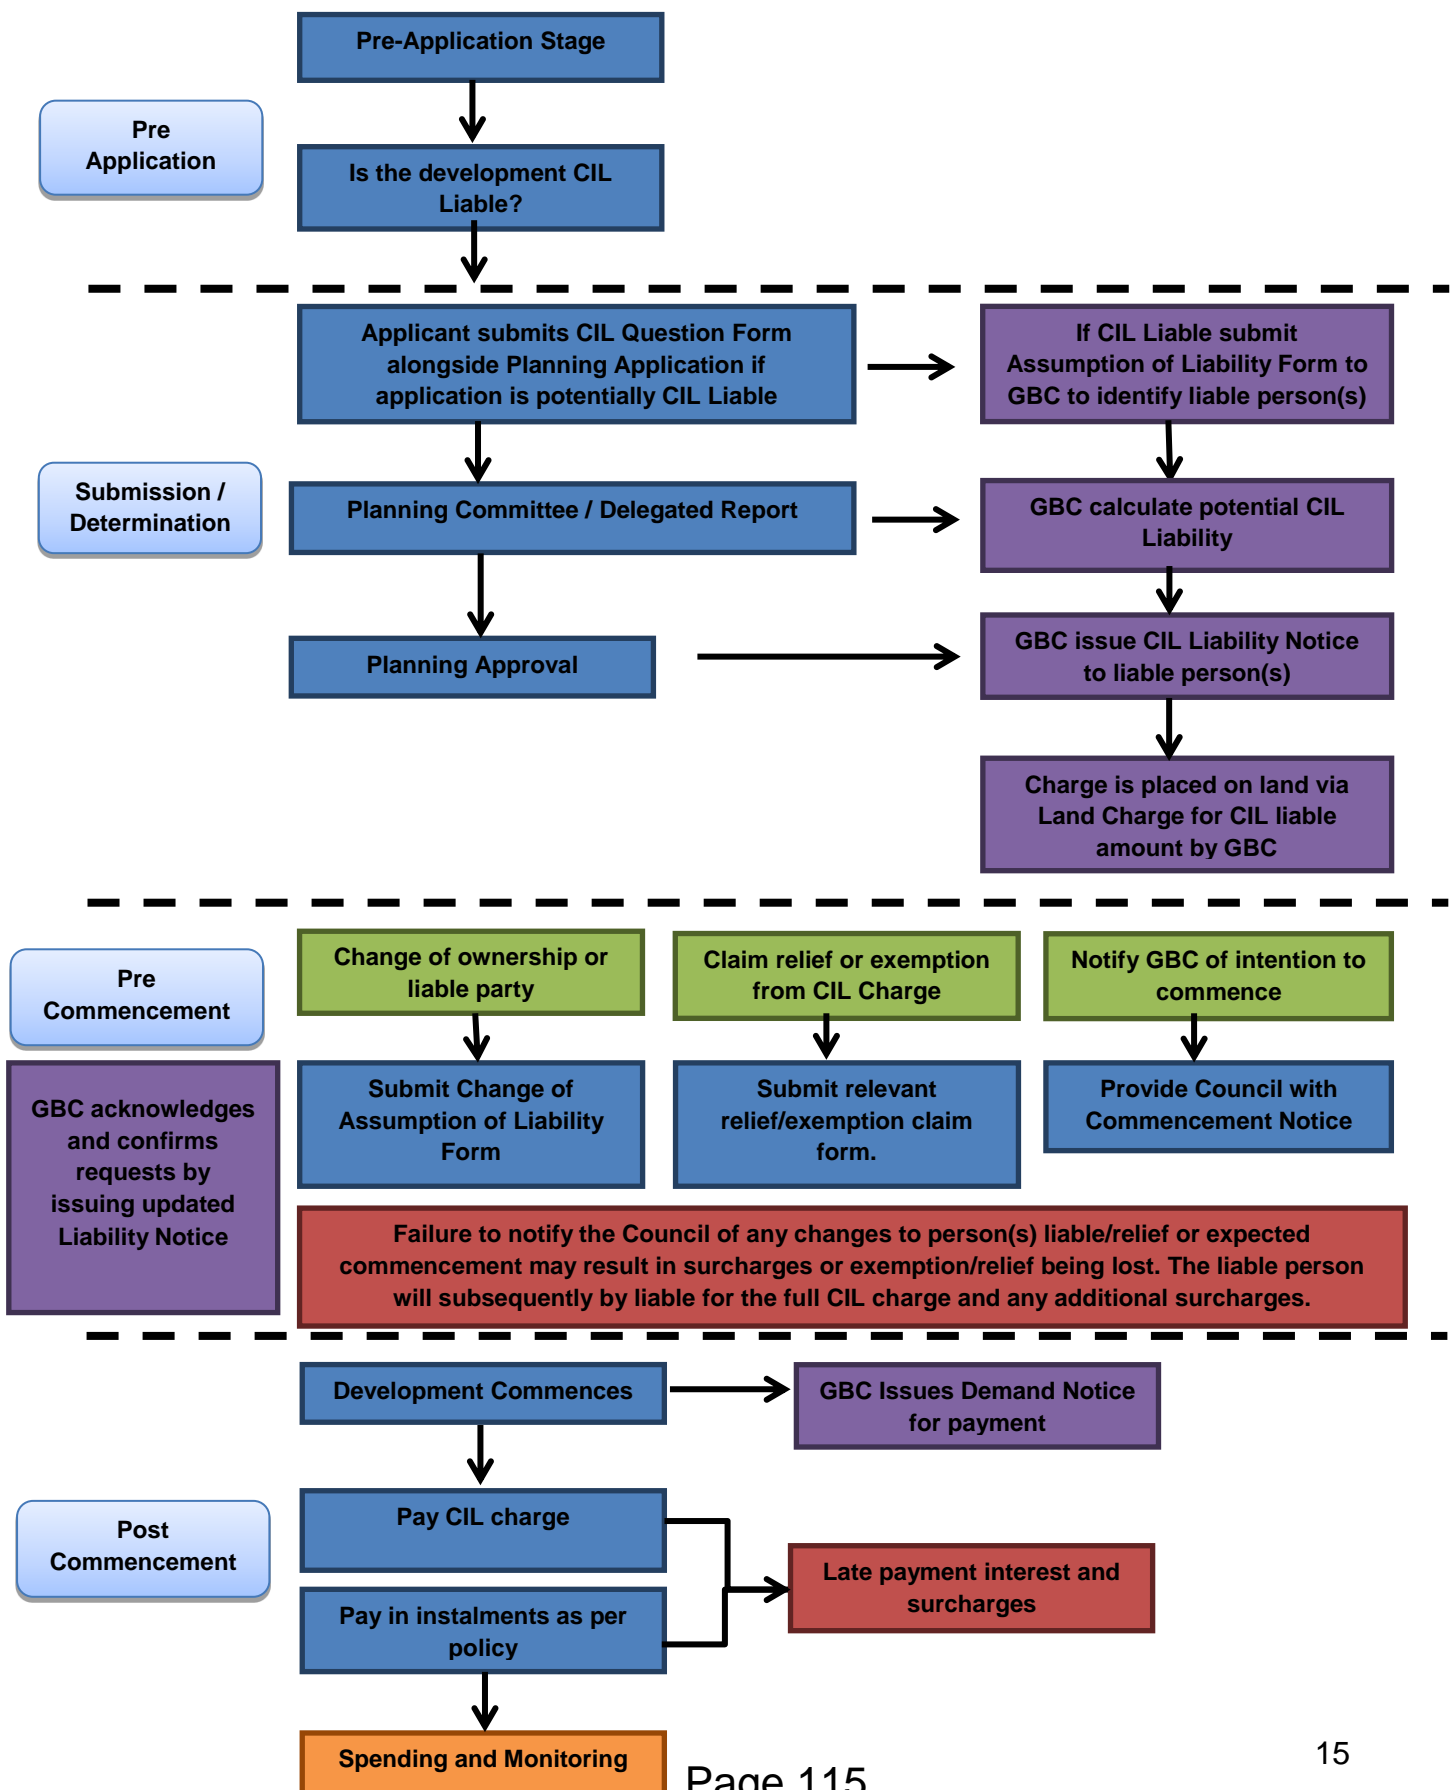 Pre-Application Stage
Pre
Application
Is the development CIL
Liable?
Applicant submits CIL Question Form
alongside Planning Application if
application is potentially CIL Liable
If CIL Liable submit
Assumption of Liability Form to
GBC to identify liable person(s)
Submission /
Determination
Planning Committee / Delegated Report
GBC calculate potential CIL
Liability
Planning Approval
GBC issue CIL Liability Notice
to liable person(s)
Charge is placed on land via
Land Charge for CIL liable
amount by GBC
Pre
Commencement
Change of ownership or
liable party
Claim relief or exemption
from CIL Charge
Notify GBC of intention to
commence
GBC acknowledges
and confirms
requests by
issuing updated
Liability Notice
Submit Change of
Assumption of Liability
Form
Submit relevant
relief/exemption claim
form.
Provide Council with
Commencement Notice
Failure to notify the Council of any changes to person(s) liable/relief or expected
commencement may result in surcharges or exemption/relief being lost. The liable person
will subsequently by liable for the full CIL charge and any additional surcharges.
Development Commences
GBC Issues Demand Notice
for payment
Post
Commencement
Pay CIL charge
Pay in instalments as per
policy
Late payment interest and
surcharges
Spending and Monitoring
15
Page 115